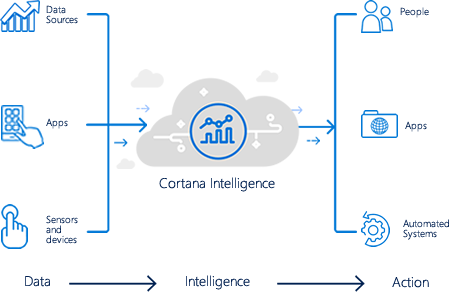 Data
Sources
People
Apps
Apps
Cortana Intelligence
Sensors
and
devices
Automated
Systems
Data
Intelligence
Action